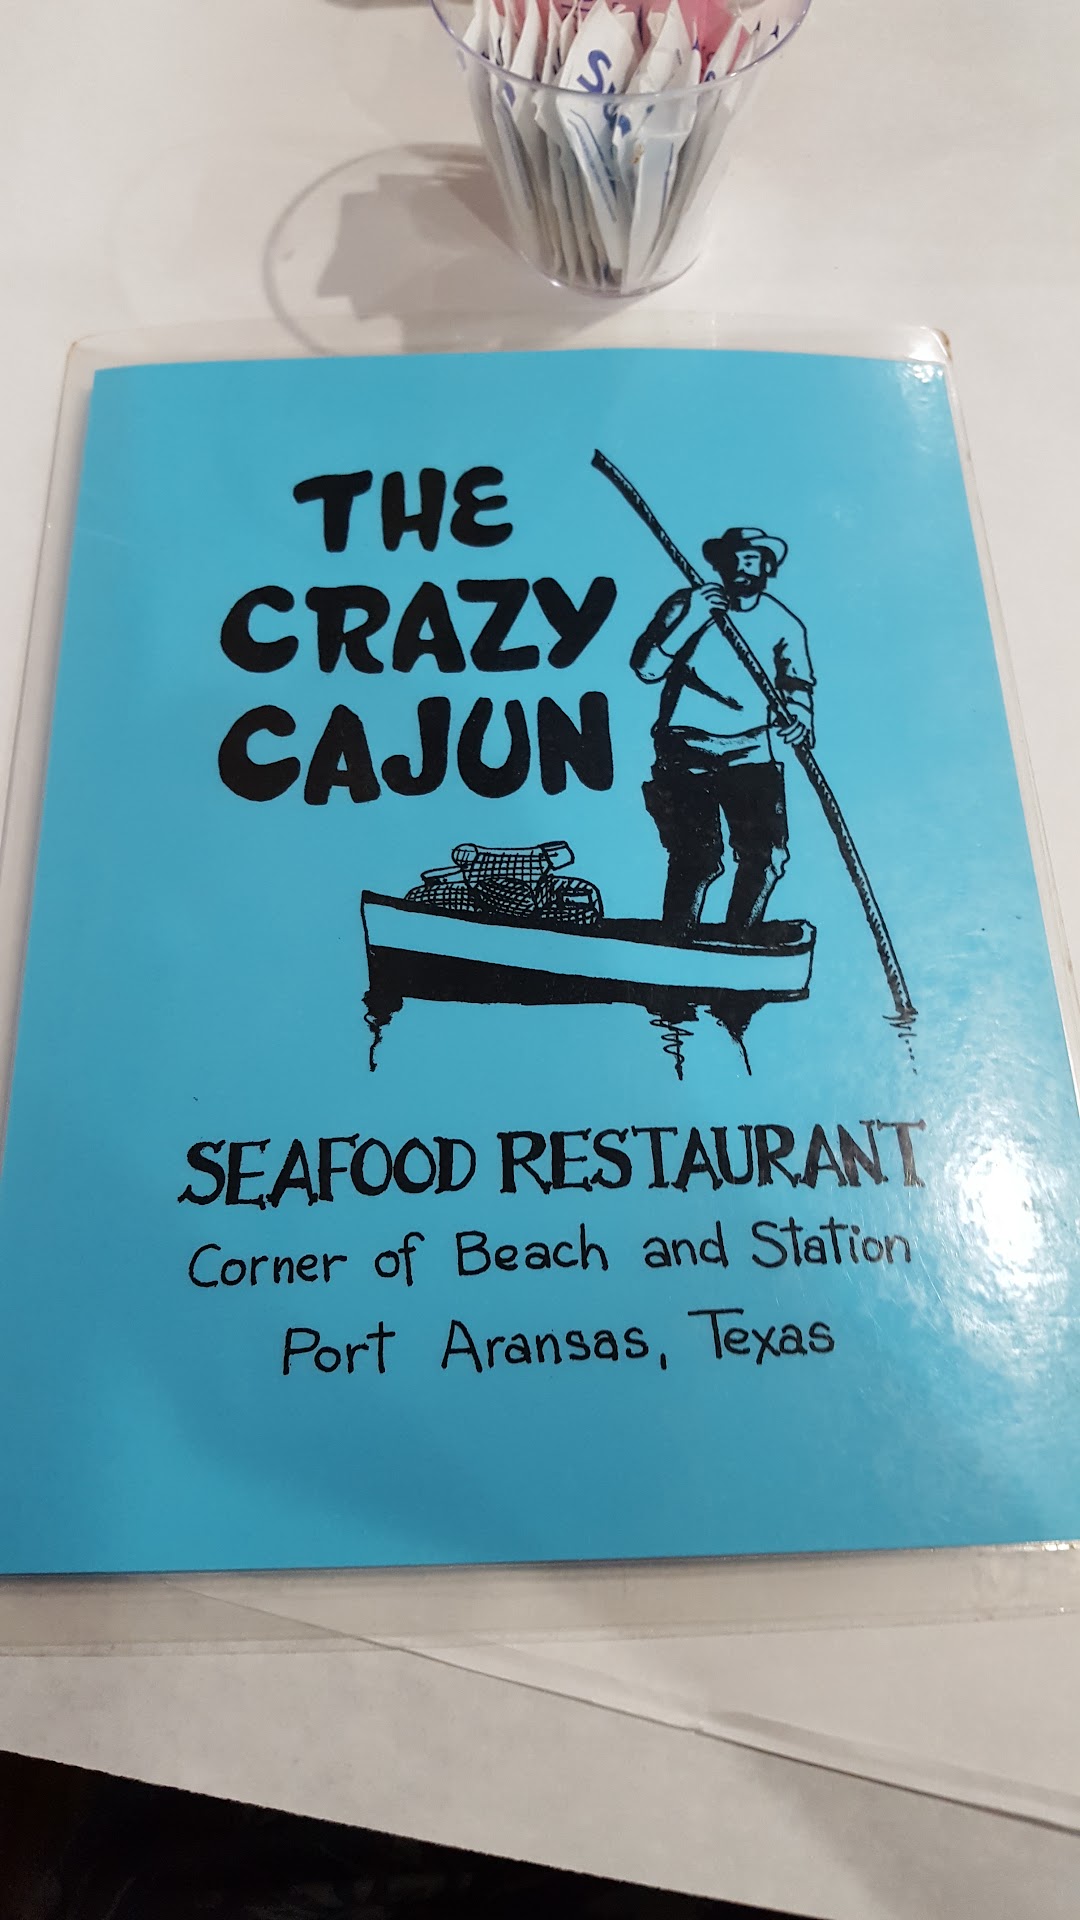 THE
CRAZY
CAJUN
SEAFOOD RESTAURANT
Corner of Beach and Station
Port Aransas, Texas